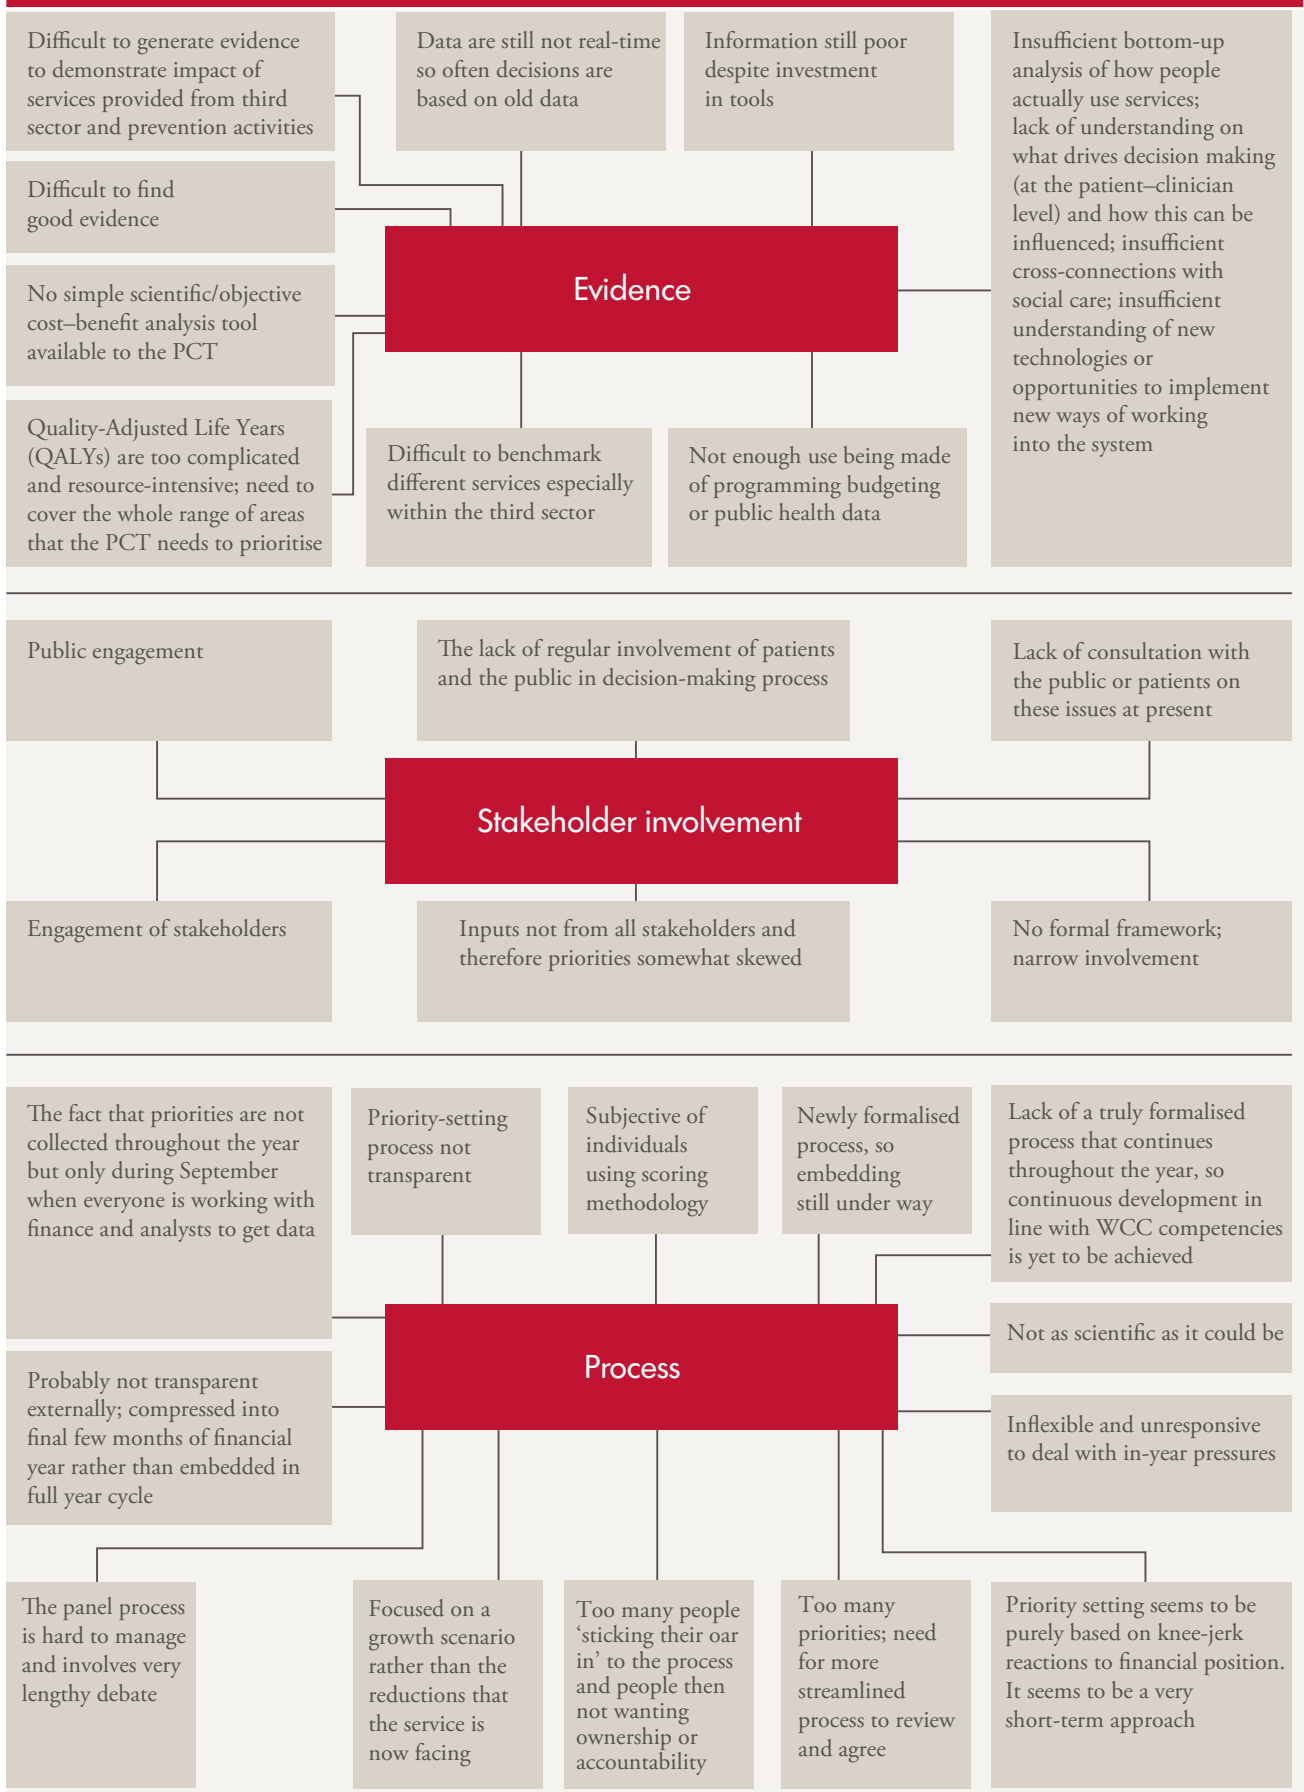 Difficult to generate evidence
to demonstrate impact of
services provided from third
sector and prevention activities
Data are still not real-time
so often decisions are
based on old data
Information still poor
despite investment
in tools
Insufficient bottom-up
analysis of how people
actually use services;
lack of understanding on
what drives decision making
(at the patient–clinician
level) and how this can be
influenced; insufficient
cross-connections with
social care; insufficient
understanding of new
technologies or
opportunities to implement
new ways of working
into the system
Difficult to find
good evidence
Evidence
No simple scientific/objective
cost–benefit analysis tool
available to the PCT
Quality-Adjusted Life Years
(QALYs) are too complicated
and resource-intensive; need to
cover the whole range of areas
that the PCT needs to prioritise
Difficult to benchmark
different services especially
within the third sector
Not enough use being made
of programming budgeting
or public health data
Public engagement
The lack of regular involvement of patients
and the public in decision-making process
Lack of consultation with
the public or patients on
these issues at present
Stakeholder involvement
Engagement of stakeholders
Inputs not from all stakeholders and
therefore priorities somewhat skewed
No formal framework;
narrow involvement
The fact that priorities are not
collected throughout the year
but only during September
when everyone is working with
finance and analysts to get data
Priority-setting
process not
transparent
Subjective of
individuals
using scoring
methodology
Newly formalised
process, so
embedding
still under way
Lack of a truly formalised
process that continues
throughout the year, so
continuous development in
line with WCC competencies
is yet to be achieved
Not as scientific as it could be
Process
Probably not transparent
externally; compressed into
final few months of financial
year rather than embedded in
full year cycle
Inflexible and unresponsive
to deal with in-year pressures
The panel process
is hard to manage
and involves very
lengthy debate
Focused on a
growth scenario
rather than the
reductions that
the service is
now facing
Too many people
‘sticking their oar
in’ to the process
and people then
not wanting
ownership or
accountability
Too many
priorities; need
for more
streamlined
process to review
and agree
Priority setting seems to be
purely based on knee-jerk
reactions to financial position.
It seems to be a very
short-term approach